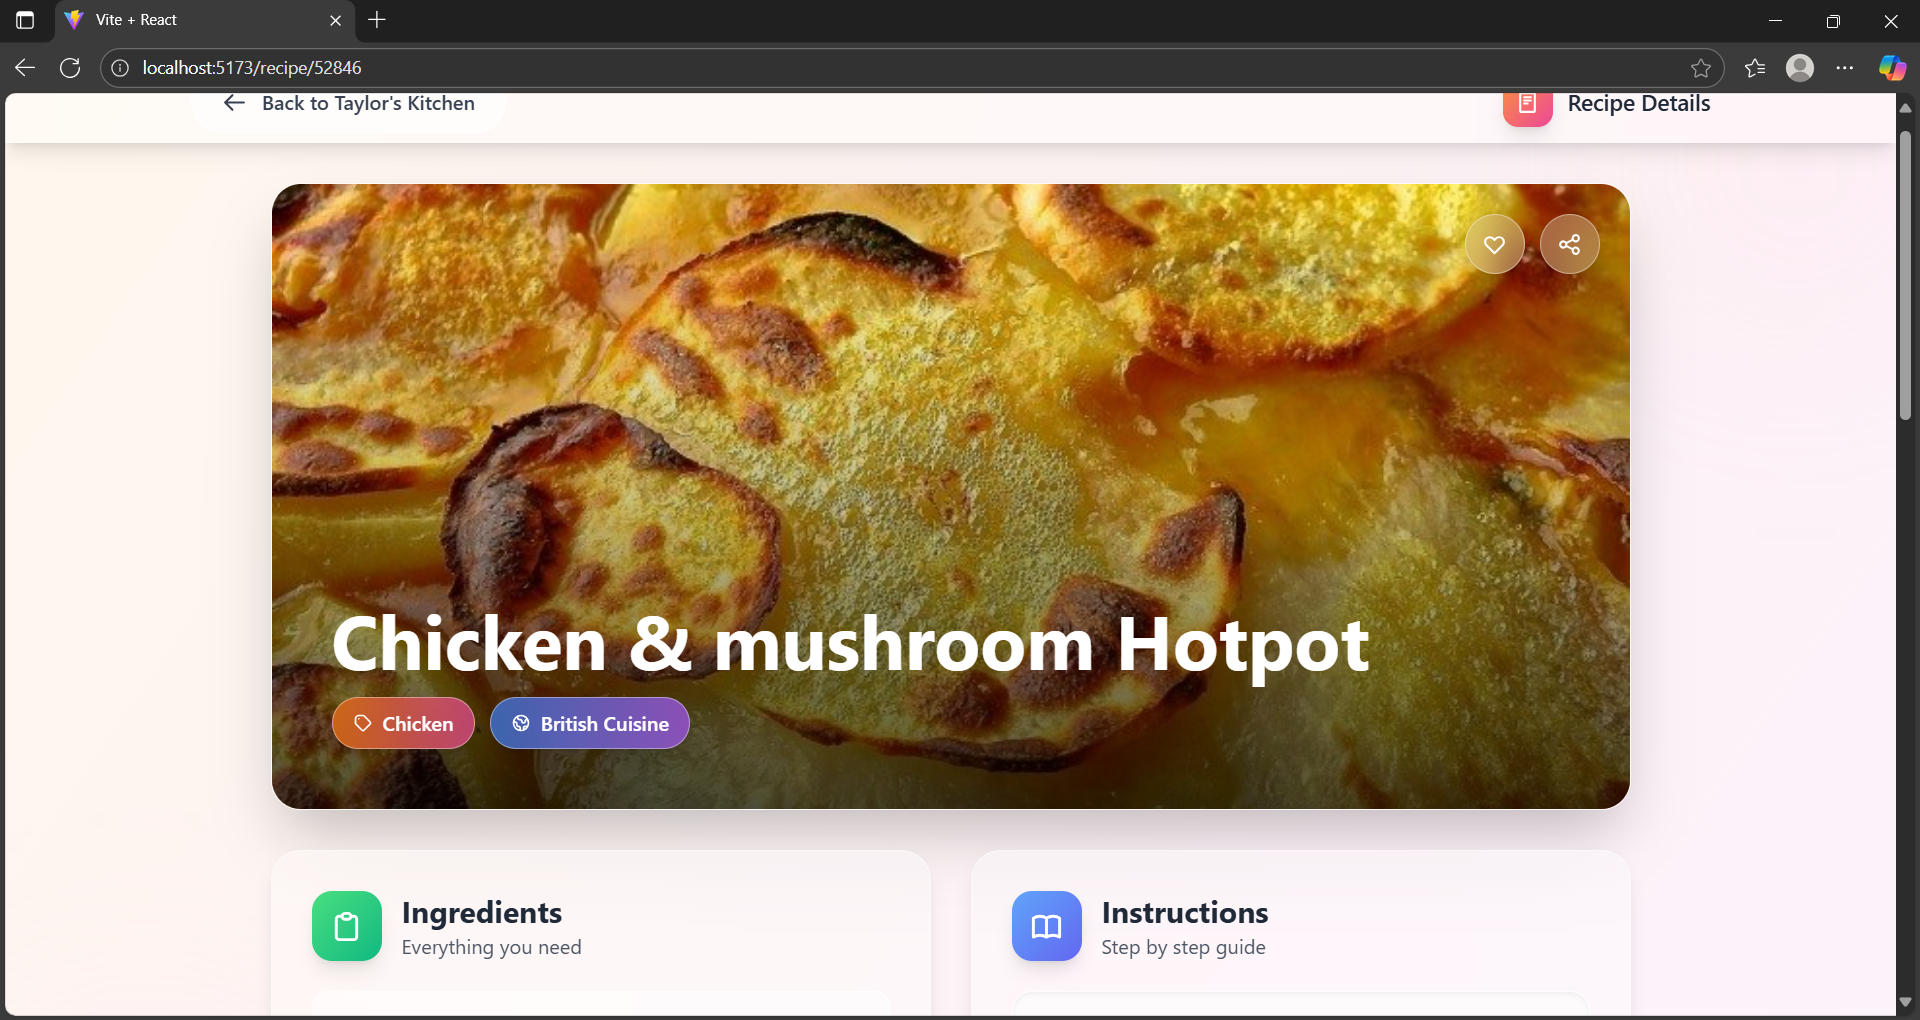 Vite + React
localhost:5173/recipe/52846
Back to Taylor's Kitchen
Recipe Details
Chicken & mushroom Hotpot
Chicken
British Cuisine
Ingredients
Everything you need
Instructions
Step by step guide